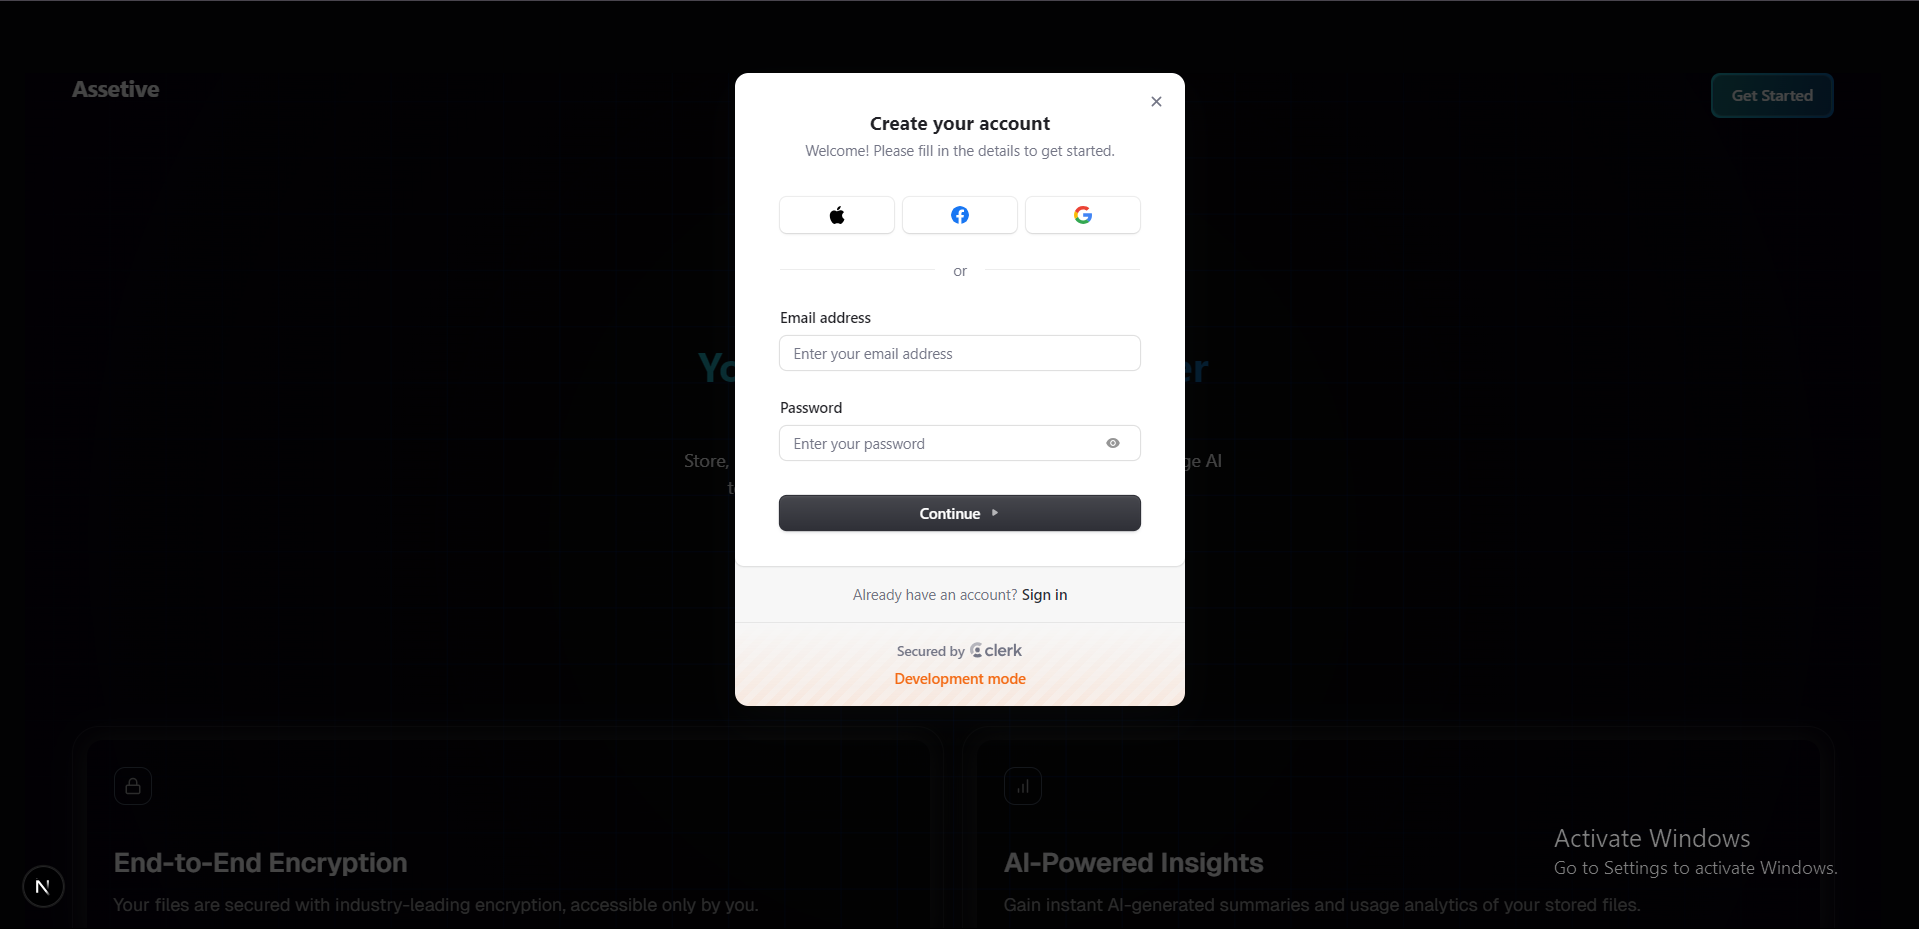 Assetive
Get Started
Create your account
Welcome! Please fill in the details to get started.
or
Email address
Enter your email address
Password
Enter your password
Continue
Already have an account? Sign in
Secured by clerk
Development mode
Store,
AI
End-to-End Encryption
Your files are secured with industry-leading encryption, accessible only by you.
AI-Powered Insights
Gain instant AI-generated summaries and usage analytics of your stored files.
Activate Windows
Go to Settings to activate Windows.
N